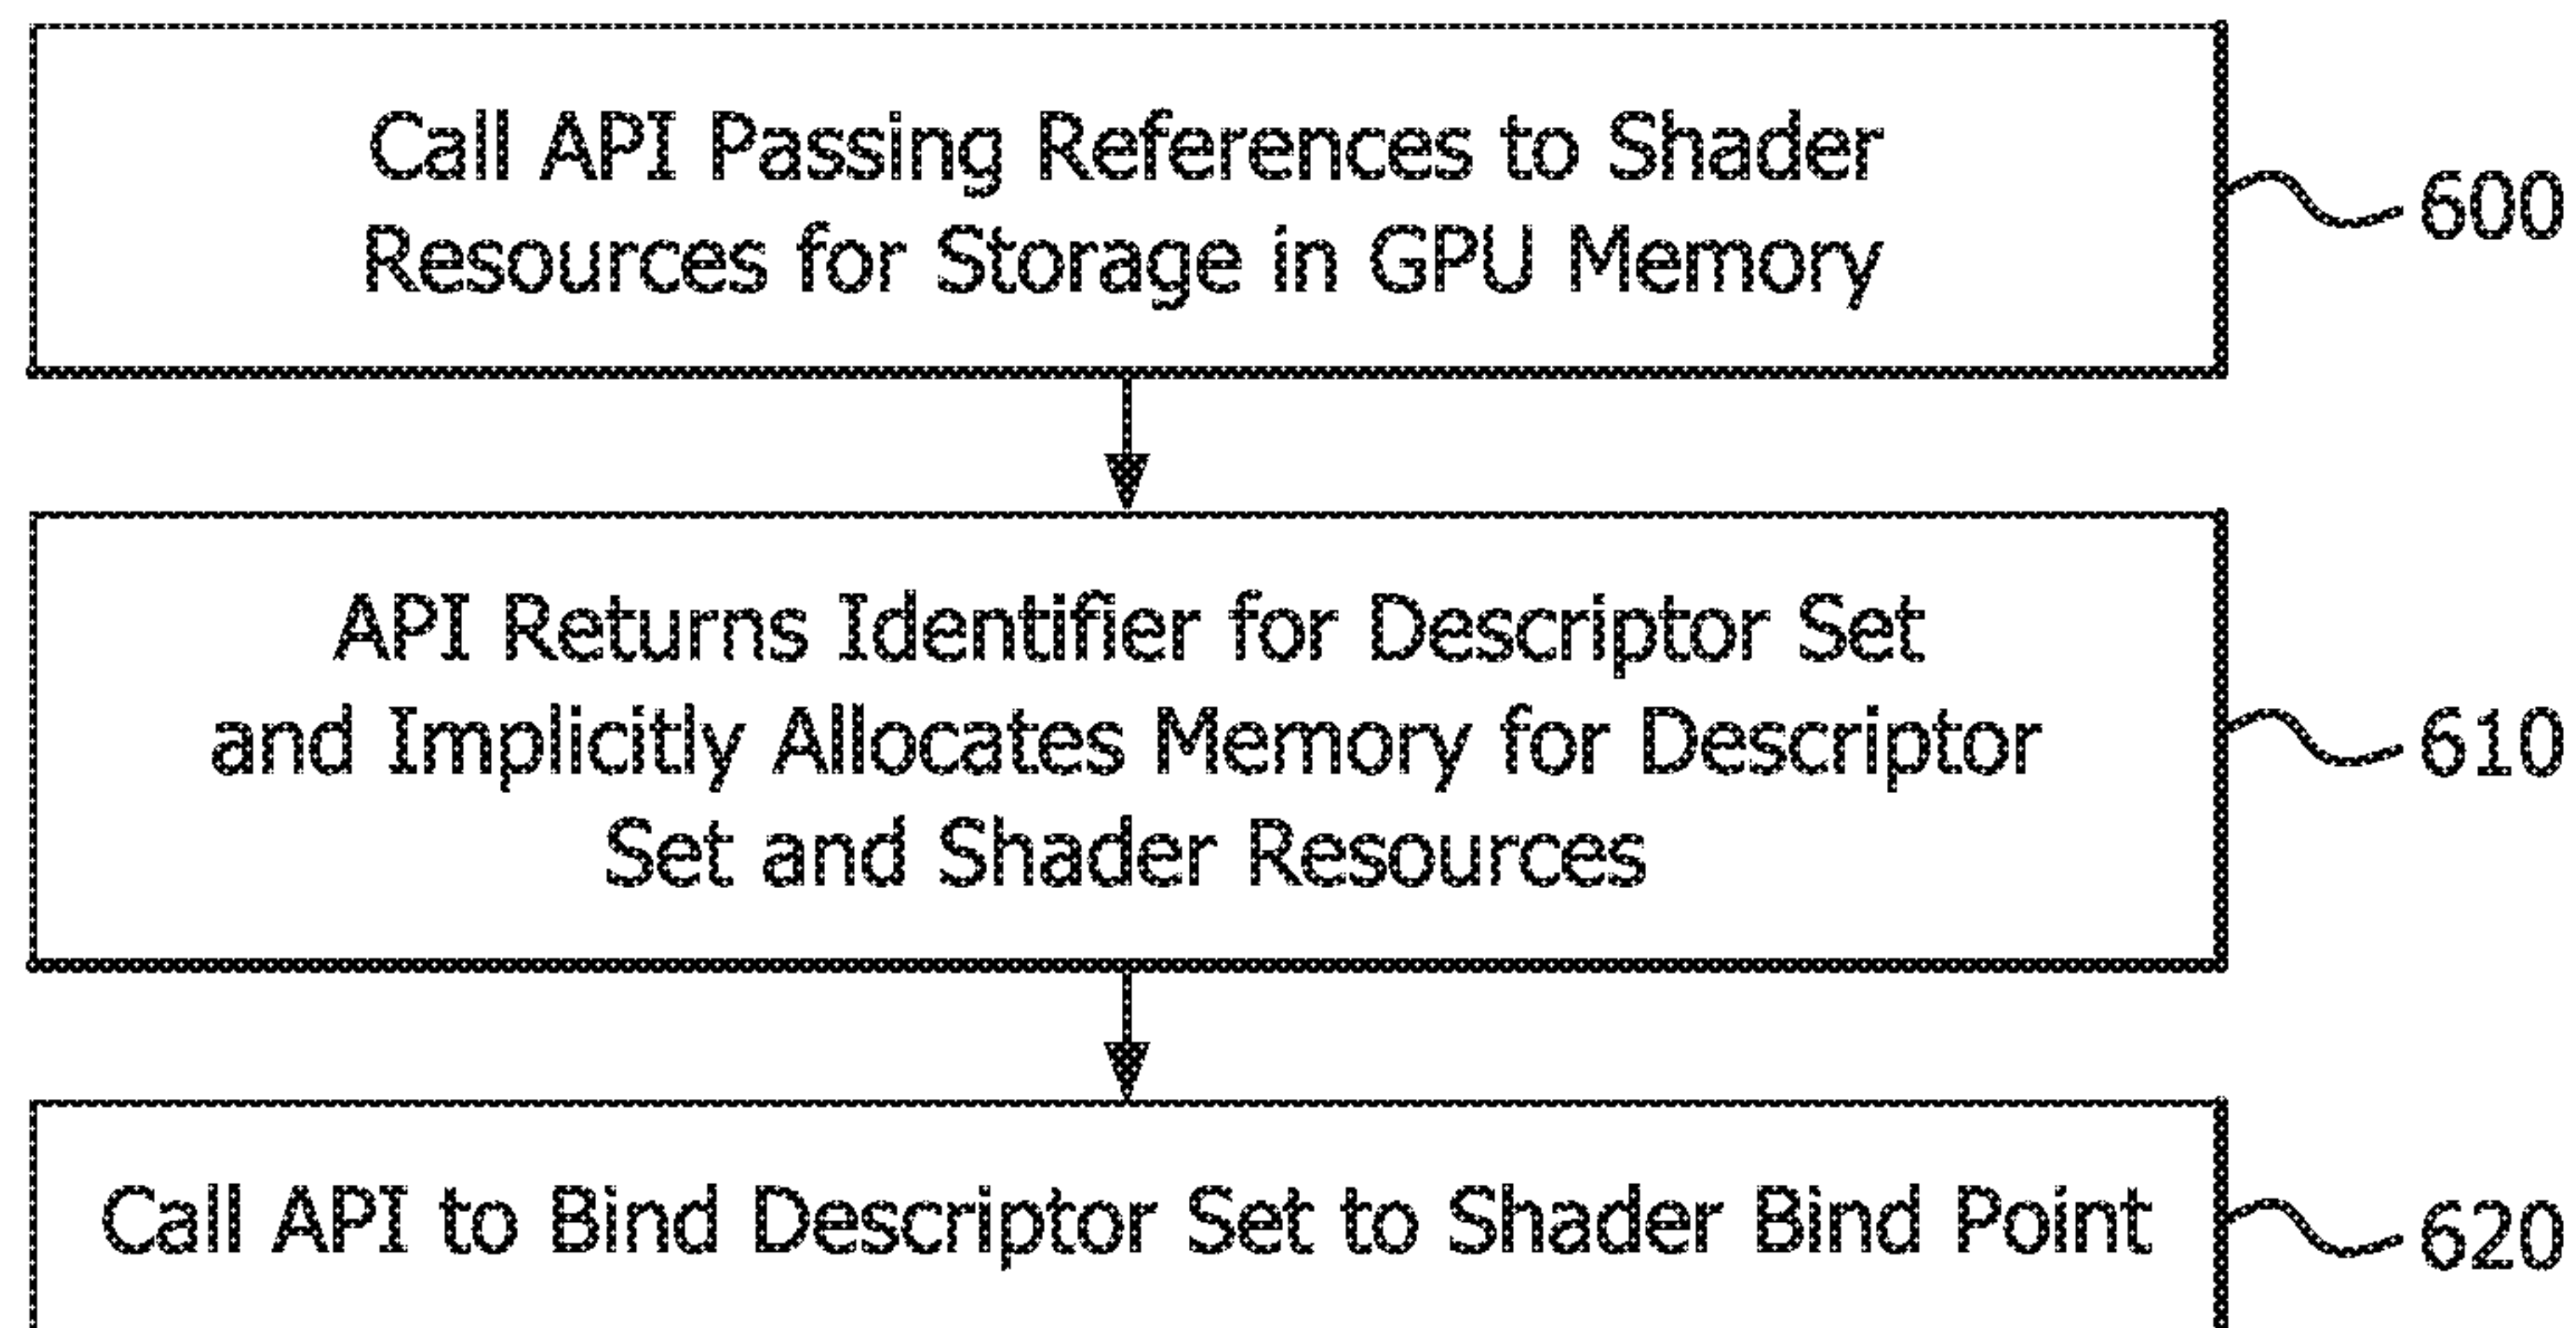 Call API Passing References to Shader
Resources for Storage in GPU Memory
600
API Returns Identifier for Descriptor Set
and Implicitly Allocates Memory for Descriptor
Set and Shader Resources
610
Call API to Bind Descriptor Set to Shader Bind Point
620